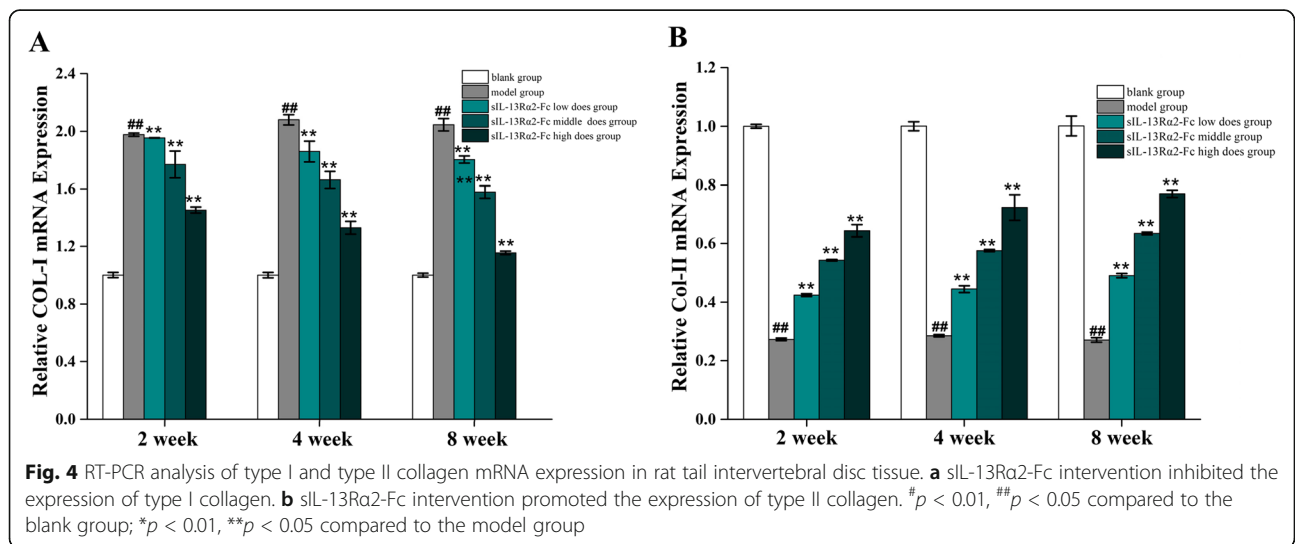 A
Relative COL-I mRNA Expression
2.4
2.0
1.6
1.2
0.8
0.4
0.0
blank group
model group
sIL-13Rα2-Fc low does group
sIL-13Rα2-Fc middle does group
sIL-13Rα2-Fc high does group
##
**
**
**
##
**
**
**
##
**
**
**
**
2 week
4 week
8 week
B
Relative Col-II mRNA Expression
1.2
1.0
0.8
0.6
0.4
0.2
0.0
blank group
model group
sIL-13Rα2-Fc low does group
sIL-13Rα2-Fc middle group
sIL-13Rα2-Fc high does group
##
**
**
**
##
**
**
**
##
**
**
**
2 week
4 week
8 week
Fig. 4 RT-PCR analysis of type I and type II collagen mRNA expression in rat tail intervertebral disc tissue. a sIL-13Rα2-Fc intervention inhibited the
expression of type I collagen. b sIL-13Rα2-Fc intervention promoted the expression of type II collagen. #p < 0.01, ##p < 0.05 compared to the
blank group; *p < 0.01, **p < 0.05 compared to the model group